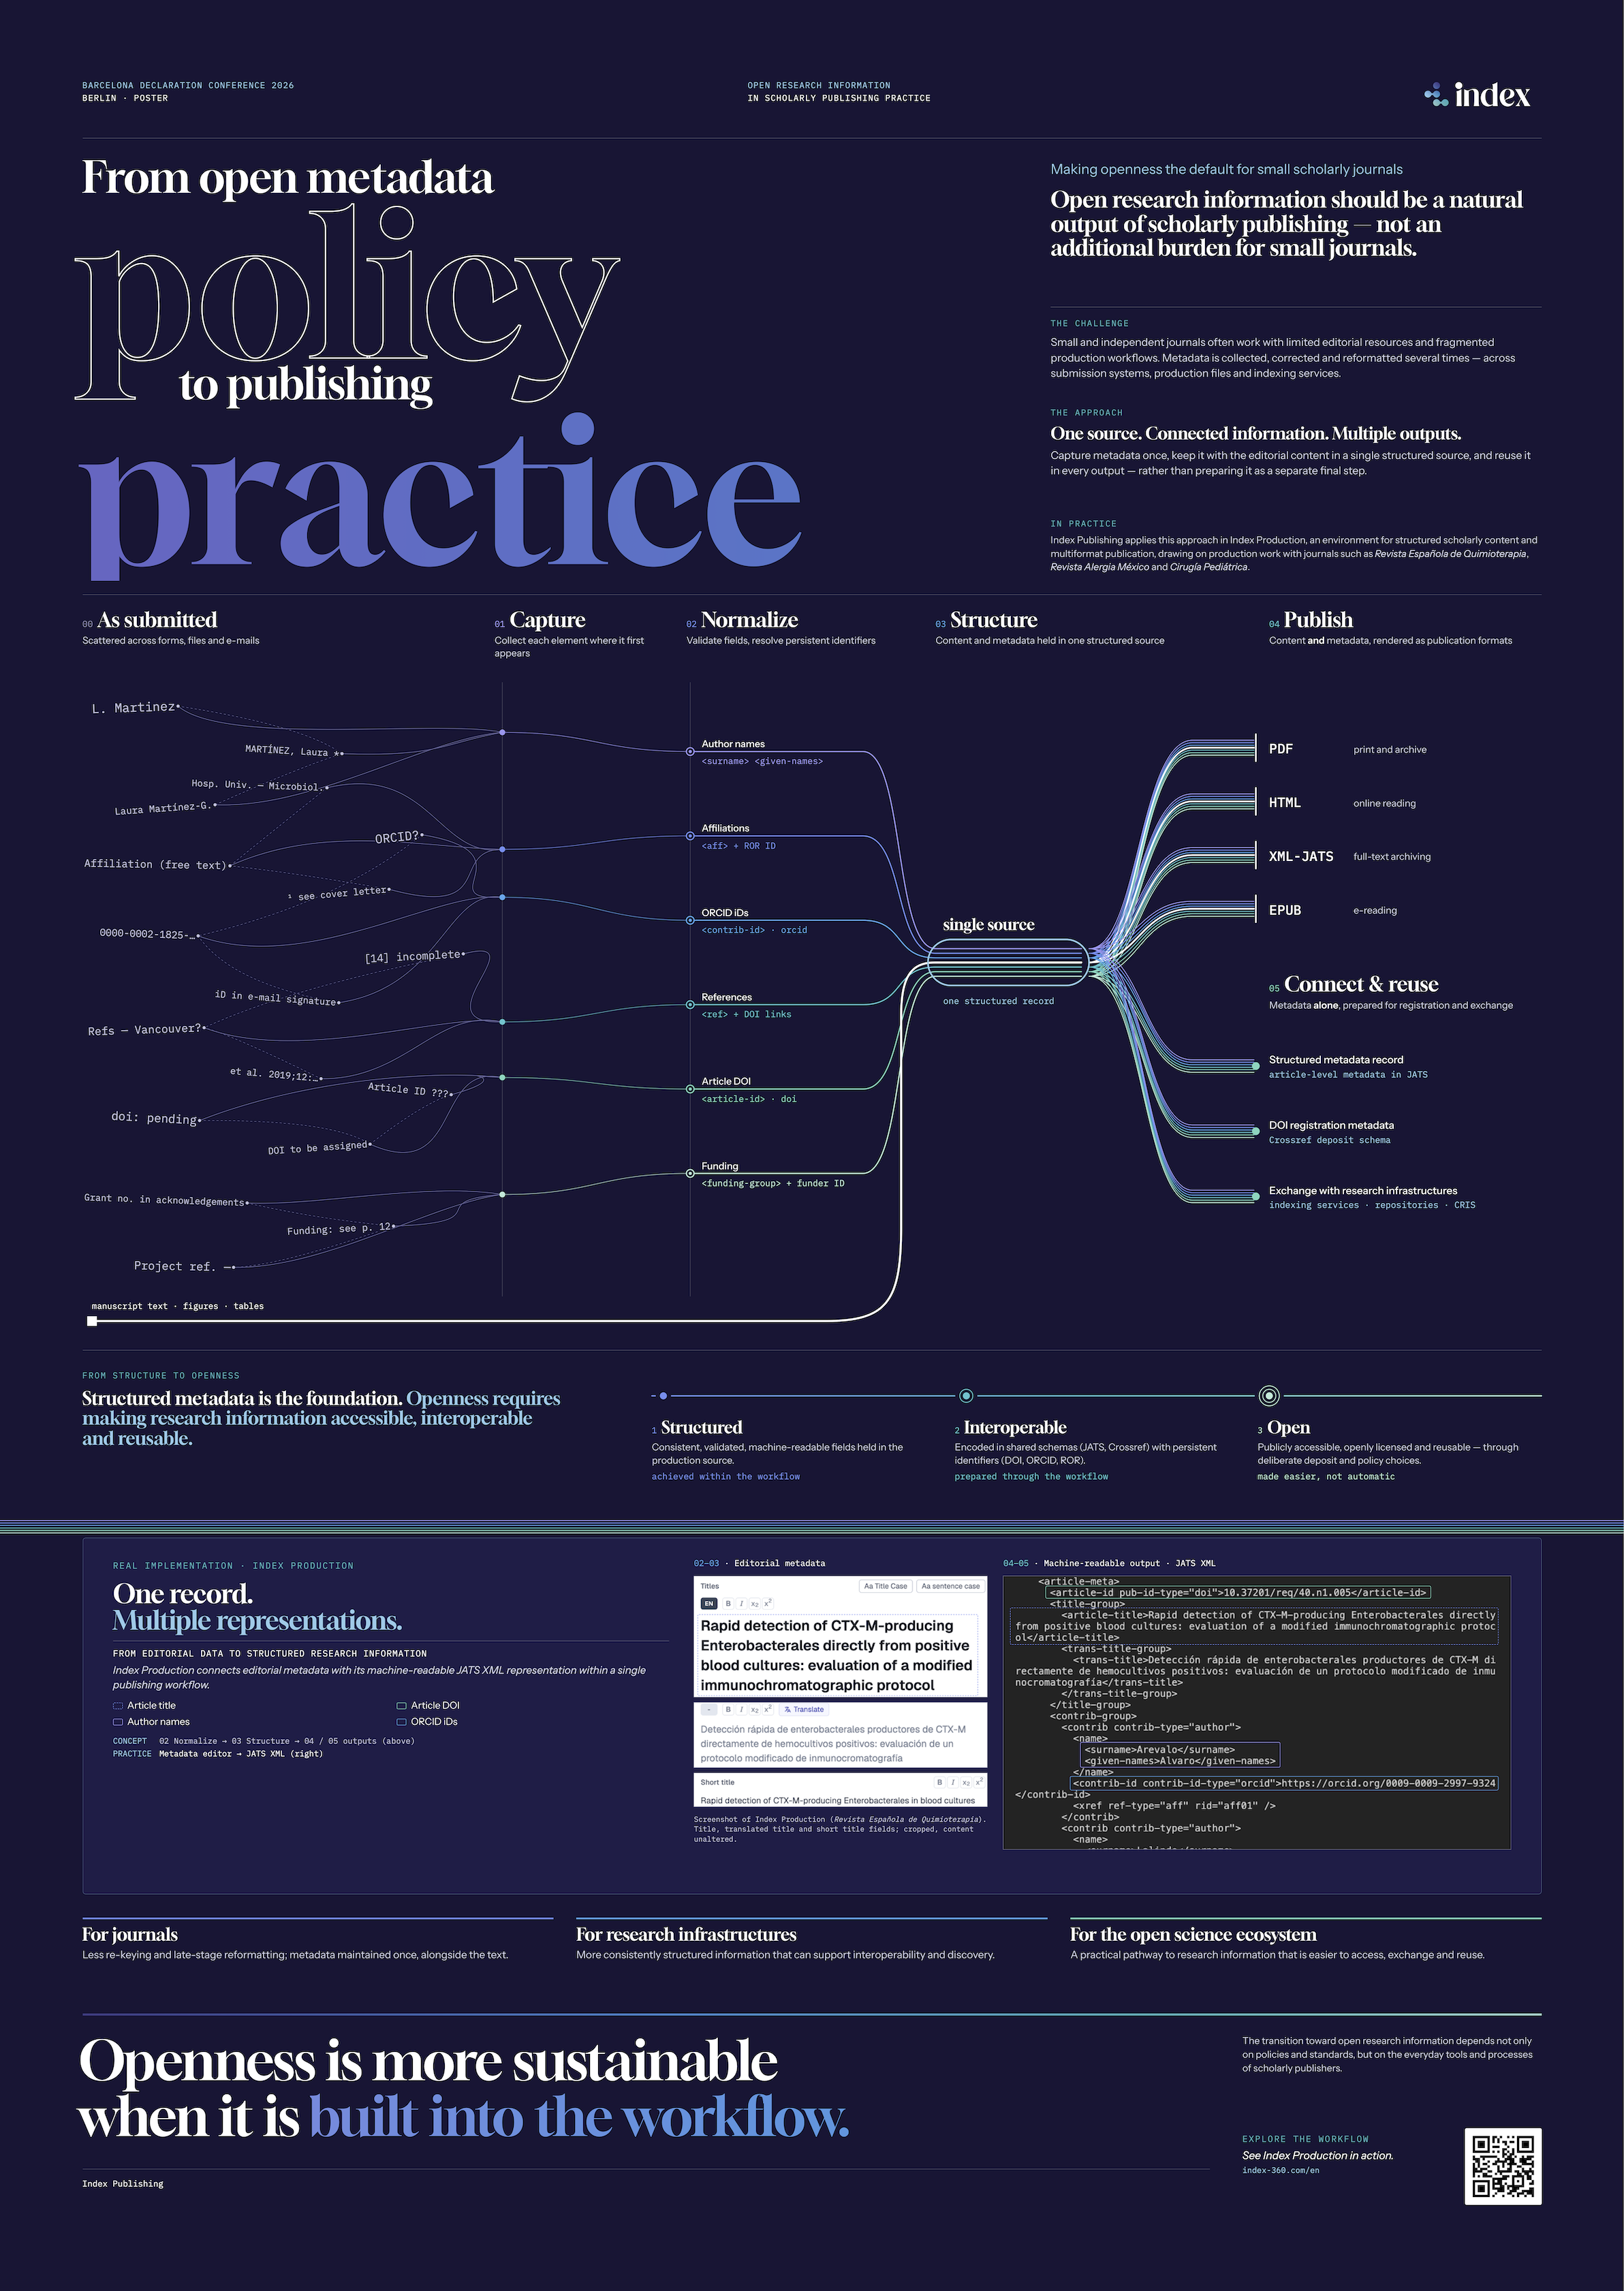 BARCELONA DECLARATION CONFERENCE 2026
BERLIN · POSTER
OPEN RESEARCH INFORMATION
IN SCHOLARLY PUBLISHING PRACTICE
index
From open metadata
policy
to publishing
practice
Making openness the default for small scholarly journals
Open research information should be a natural
output of scholarly publishing — not an
additional burden for small journals.
THE CHALLENGE
Small and independent journals often work with limited editorial resources and fragmented
production workflows. Metadata is collected, corrected and reformatted several times — across
submission systems, production files and indexing services.
THE APPROACH
One source. Connected information. Multiple outputs.
Capture metadata once, keep it with the editorial content in a single structured source, and reuse it
in every output — rather than preparing it as a separate final step.
IN PRACTICE
Index Publishing applies this approach in Index Production, an environment for structured scholarly content and
multiformat publication, drawing on production work with journals such as Revista Española de Quimioterapia,
Revista Alergia México and Cirugía Pediátrica.
00 As submitted
Scattered across forms, files and e-mails
01 Capture
Collect each element where it first
appears
02 Normalize
Validate fields, resolve persistent identifiers
03 Structure
Content and metadata held in one structured source
04 Publish
Content and metadata, rendered as publication formats
L. Martinez
MARTÍNEZ, Laura *
Hosp. Univ. — Microbiol.
Laura Martínez-G.
ORCID?
Affiliation (free text)
¹ see cover letter
0000-0002-1825-…
[14] incomplete
iD in e-mail signature
Refs — Vancouver?
et al. 2019;12:…
Article ID ???
doi: pending
DOI to be assigned
Grant no. in acknowledgements
Funding: see p. 12
Project ref. —
manuscript text · figures · tables
Author names
<surname> <given-names>
Affiliations
<aff> + ROR ID
ORCID iDs
<contrib-id> · orcid
References
<ref> + DOI links
Article DOI
<article-id> · doi
Funding
<funding-group> + funder ID
single source
one structured record
PDF print and archive
HTML online reading
XML-JATS full-text archiving
EPUB e-reading
05 Connect & reuse
Metadata alone, prepared for registration and exchange
Structured metadata record
article-level metadata in JATS
DOI registration metadata
Crossref deposit schema
Exchange with research infrastructures
indexing services · repositories · CRIS
FROM STRUCTURE TO OPENNESS
Structured metadata is the foundation. Openness requires
making research information accessible, interoperable
and reusable.
1 Structured
Consistent, validated, machine-readable fields held in the
production source.
achieved within the workflow
2 Interoperable
Encoded in shared schemas (JATS, Crossref) with persistent
identifiers (DOI, ORCID, ROR).
prepared through the workflow
3 Open
Publicly accessible, openly licensed and reusable — through
deliberate deposit and policy choices.
made easier, not automatic
REAL IMPLEMENTATION · INDEX PRODUCTION
One record.
Multiple representations.
FROM EDITORIAL DATA TO STRUCTURED RESEARCH INFORMATION
Index Production connects editorial metadata with its machine-readable JATS XML representation within a single
publishing workflow.
Article title
Article DOI
Author names
ORCID iDs
CONCEPT 02 Normalize → 03 Structure → 04 / 05 outputs (above)
PRACTICE Metadata editor → JATS XML (right)
02–03 · Editorial metadata
Titles Aa Title Case Aa sentence case
EN B I x₂ x²
Rapid detection of CTX-M-producing
Enterobacterales directly from positive
blood cultures: evaluation of a modified
immunochromatographic protocol
- B I x₂ x² Translate
Detección rápida de enterobacterales productores de CTX-M
directamente de hemocultivos positivos: evaluación de un
protocolo modificado de inmunocromatografía
Short title B I x₂ x²
Rapid detection of CTX-M-producing Enterobacterales in blood cultures
Screenshot of Index Production (Revista Española de Quimioterapia).
Title, translated title and short title fields; cropped, content
unaltered.
04–05 · Machine-readable output · JATS XML
<article-meta>
<article-id pub-id-type="doi">10.37201/req/40.n1.005</article-id>
<title-group>
<article-title>Rapid detection of CTX-M-producing Enterobacterales directly
from positive blood cultures: evaluation of a modified immunochromatographic protoc
ol</article-title>
<trans-title-group>
<trans-title>Detección rápida de enterobacterales productores de CTX-M di
rectamente de hemocultivos positivos: evaluación de un protocolo modificado de inmu
nocromatografía</trans-title>
</trans-title-group>
</title-group>
<contrib-group>
<contrib contrib-type="author">
<name>
<surname>Arevalo</surname>
<given-names>Alvaro</given-names>
</name>
<contrib-id contrib-id-type="orcid">https://orcid.org/0009-0009-2997-9324
</contrib-id>
<xref ref-type="aff" rid="aff01" />
</contrib>
<contrib contrib-type="author">
<name>
For journals
Less re-keying and late-stage reformatting; metadata maintained once, alongside the text.
For research infrastructures
More consistently structured information that can support interoperability and discovery.
For the open science ecosystem
A practical pathway to research information that is easier to access, exchange and reuse.
Openness is more sustainable
when it is built into the workflow.
The transition toward open research information depends not only
on policies and standards, but on the everyday tools and processes
of scholarly publishers.
EXPLORE THE WORKFLOW
See Index Production in action.
index-360.com/en
Index Publishing